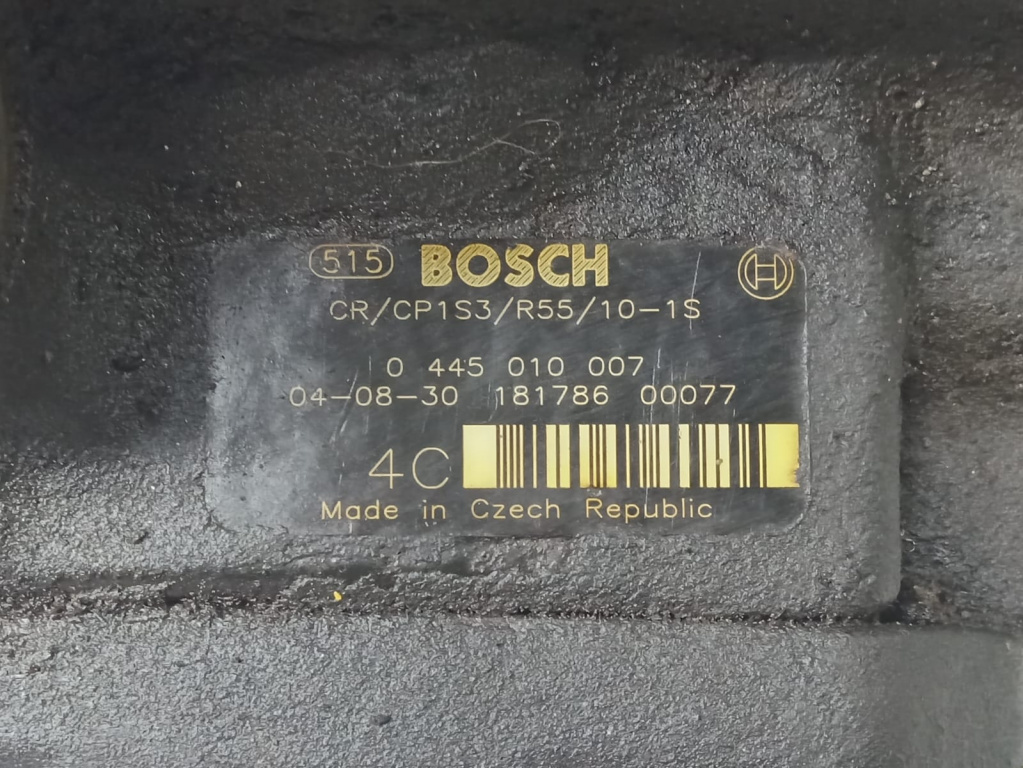 515 BOSCH
CR/CP1S3/R55/10-1S
0 445 010 007
04-08-30 181786 00077
4C
Made in Czech Republic